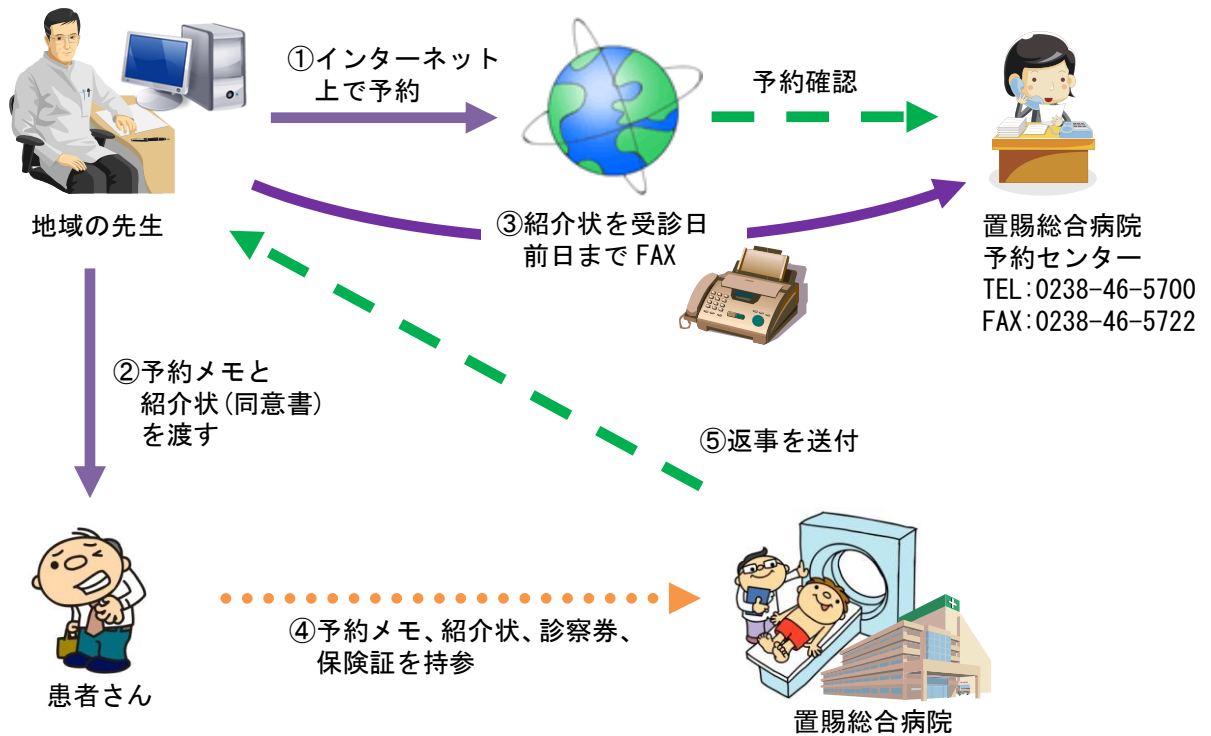 ①インターネット
上で予約
予約確認
地域の先生
③紹介状を受診日
前日まで FAX
置賜総合病院
予約センター
TEL:0238-46-5700
FAX:0238-46-5722
②予約メモと
紹介状(同意書)
を渡す
⑤返事を送付
④予約メモ、紹介状、診察券、
保険証を持参
患者さん
置賜総合病院